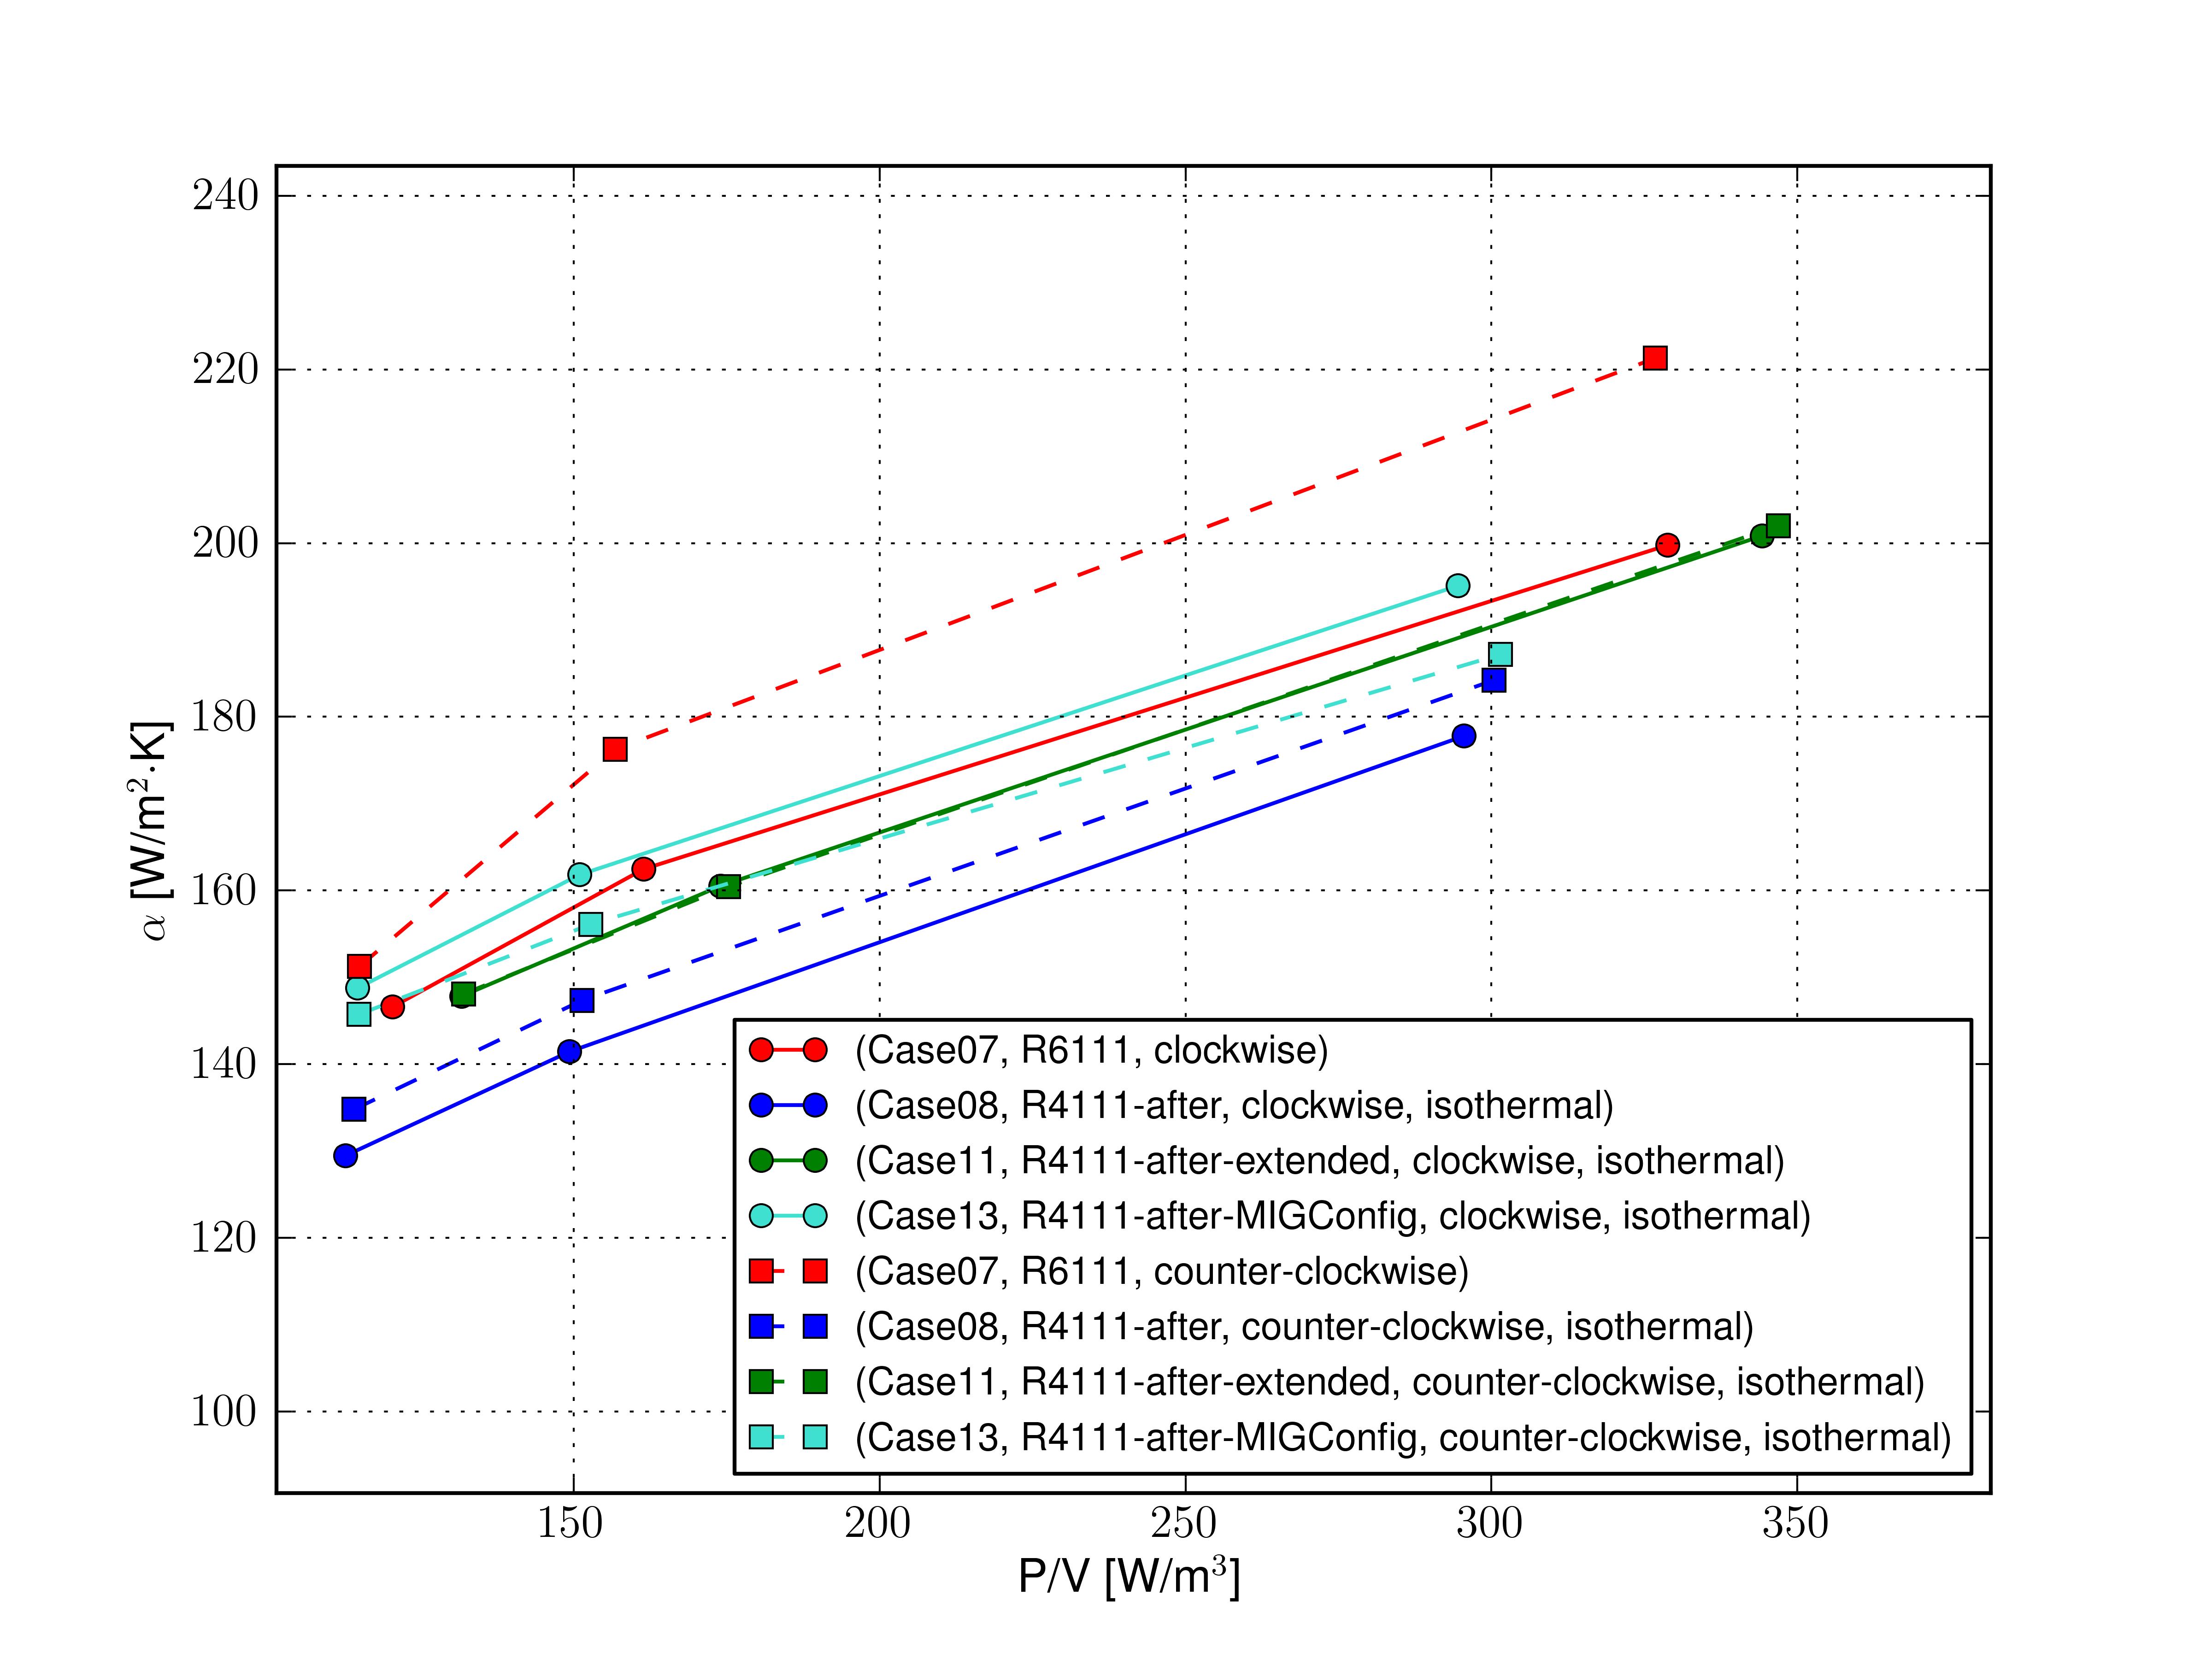 240
220
200
180
160
140
120
100
α [W/m²·K]
(Case07, R6111, clockwise)
(Case08, R4111-after, clockwise, isothermal)
(Case11, R4111-after-extended, clockwise, isothermal)
(Case13, R4111-after-MIGConfig, clockwise, isothermal)
(Case07, R6111, counter-clockwise)
(Case08, R4111-after, counter-clockwise, isothermal)
(Case11, R4111-after-extended, counter-clockwise, isothermal)
(Case13, R4111-after-MIGConfig, counter-clockwise, isothermal)
150 200 250 300 350
P/V [W/m³]